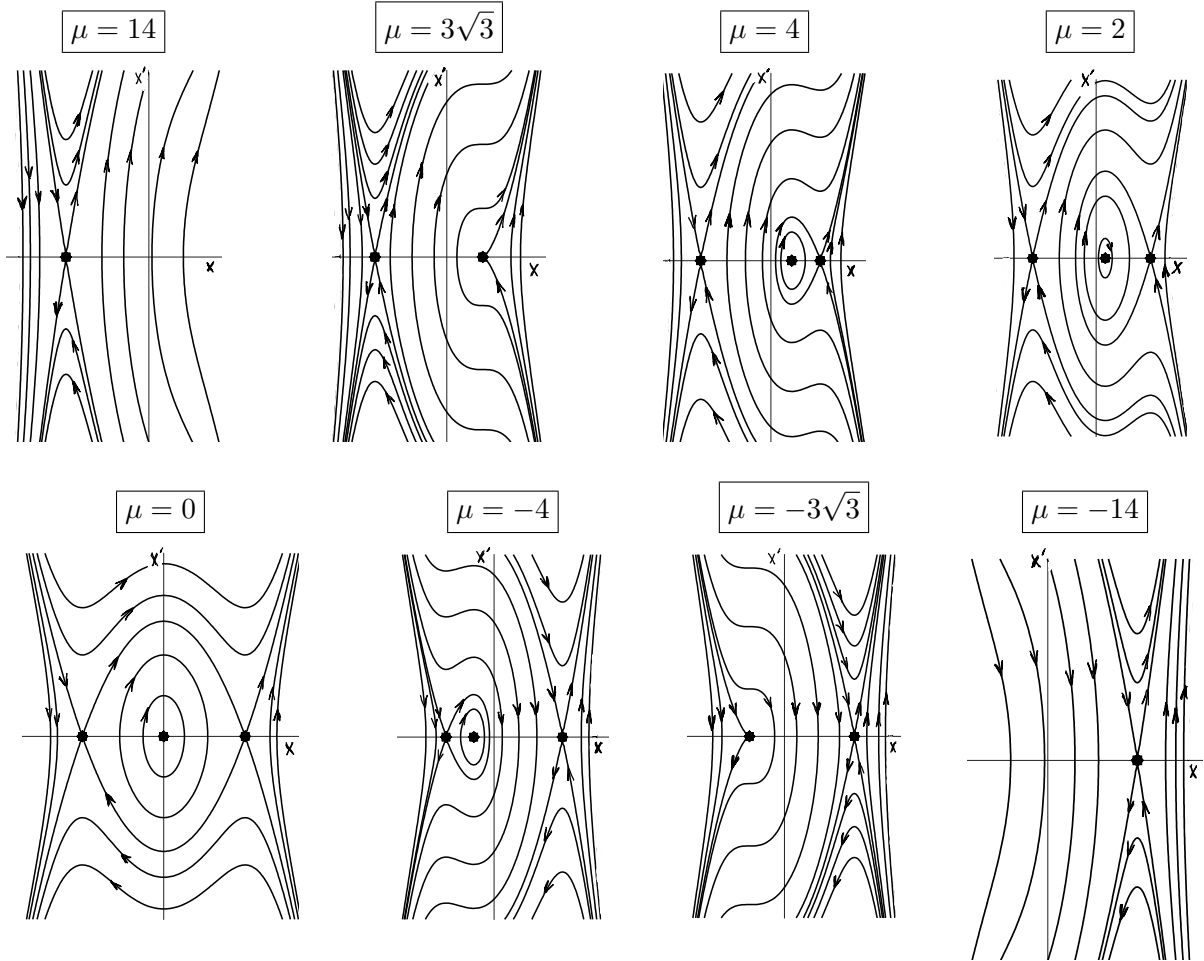 μ = 14
μ = 3√3
μ = 4
μ = 2
x'
x'
x'
x'
x
x
x
x
μ = 0
μ = −4
μ = −3√3
μ = −14
x'
x'
x'
x'
x
x
x
x